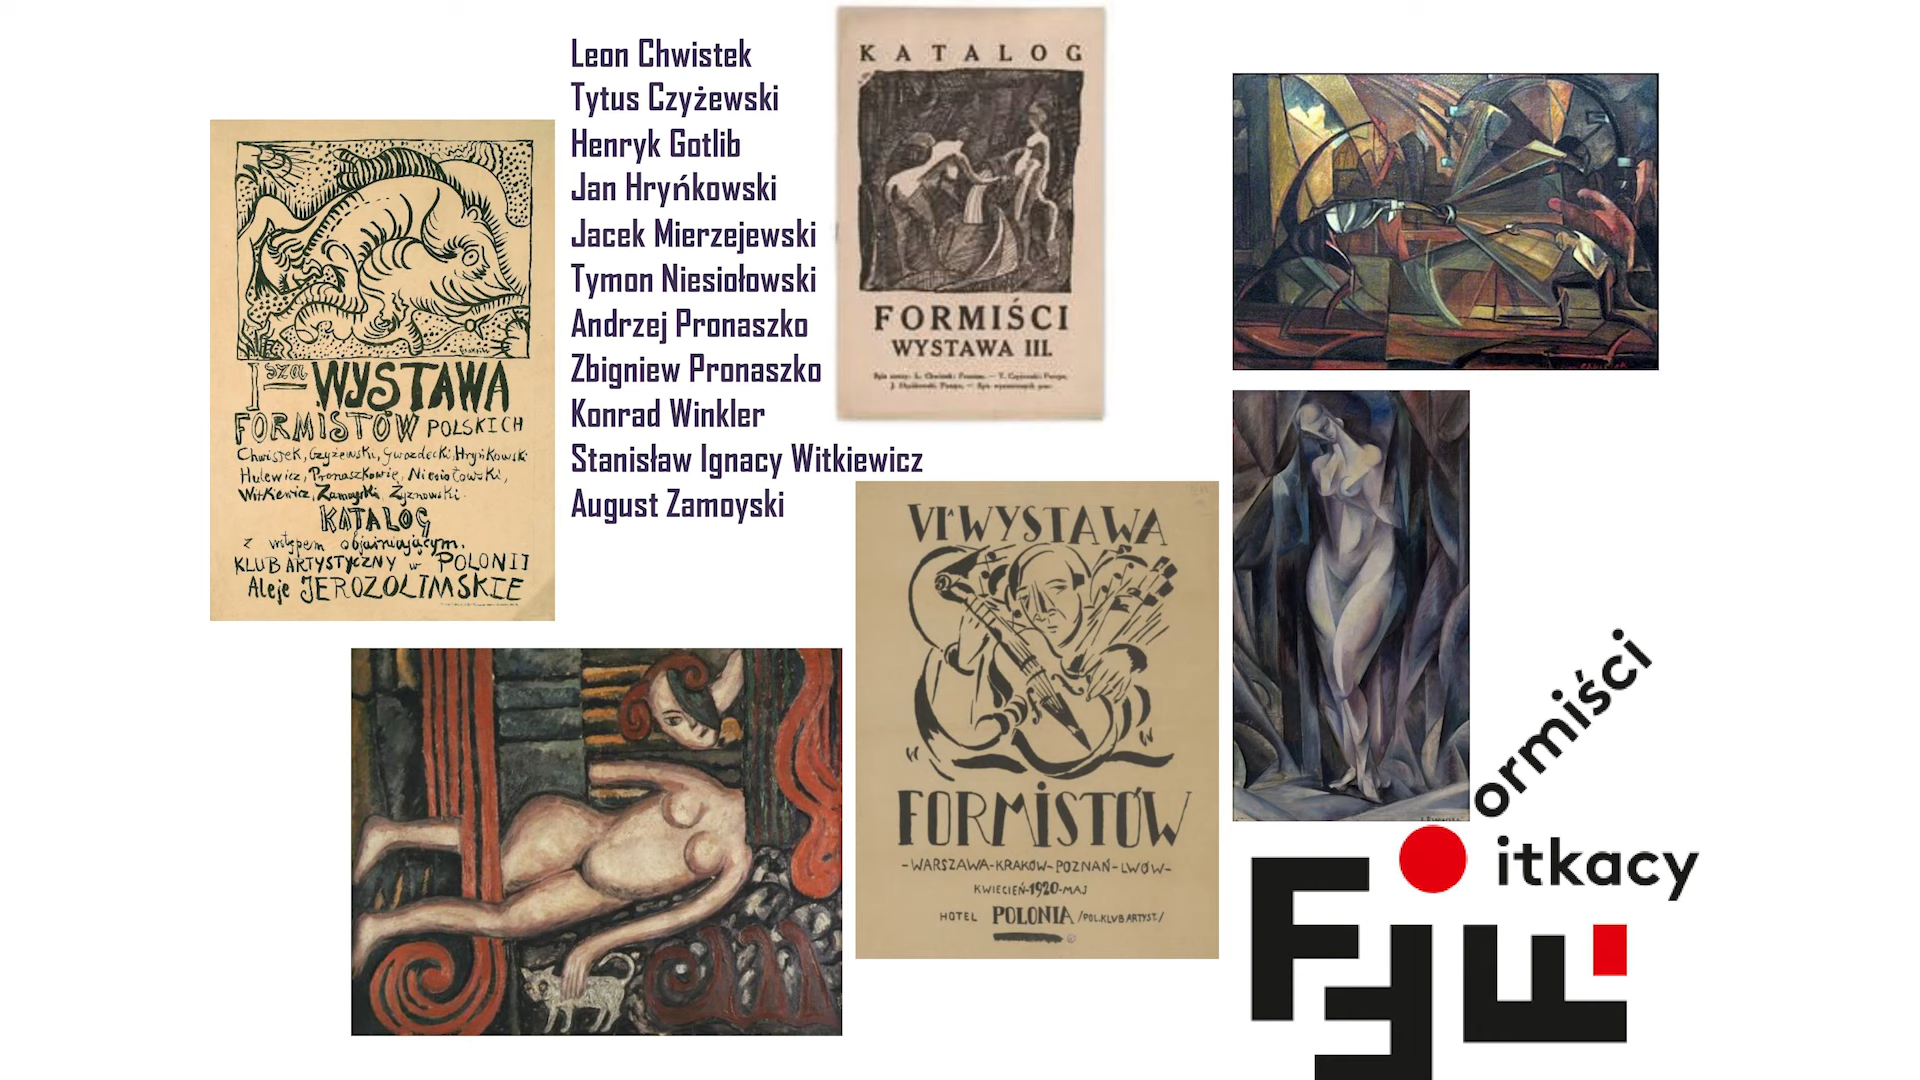 Leon Chwistek
Tytus Czyżewski
Henryk Gotlib
Jan Hryńkowski
Jacek Mierzejewski
Tymon Niesiołowski
Andrzej Pronaszko
Zbigniew Pronaszko
Konrad Winkler
Stanisław Ignacy Witkiewicz
August Zamoyski
I sza WYSTAWA
FORMISTÓW POLSKICH
Chwistek, Czyżewski, Gwozdecki, Hryńkowski
Hulewicz, Pronaszkowie, Niesiołowski,
Witkiewicz, Zamoyski, Żyznowski.
KATALOG
z wstępem objaśniającym.
KLUB ARTYSTYCZNY w POLONII
Aleje JEROZOLIMSKIE
KATALOG
FORMIŚCI
WYSTAWA III.
VI WYSTAWA
FORMISTÓW
-WARSZAWA-KRAKÓW-POZNAŃ-LWÓW-
KWIECIEŃ-1920-MAJ
HOTEL POLONIA /POL.KLUB ARTYST./
ormiści
itkacy